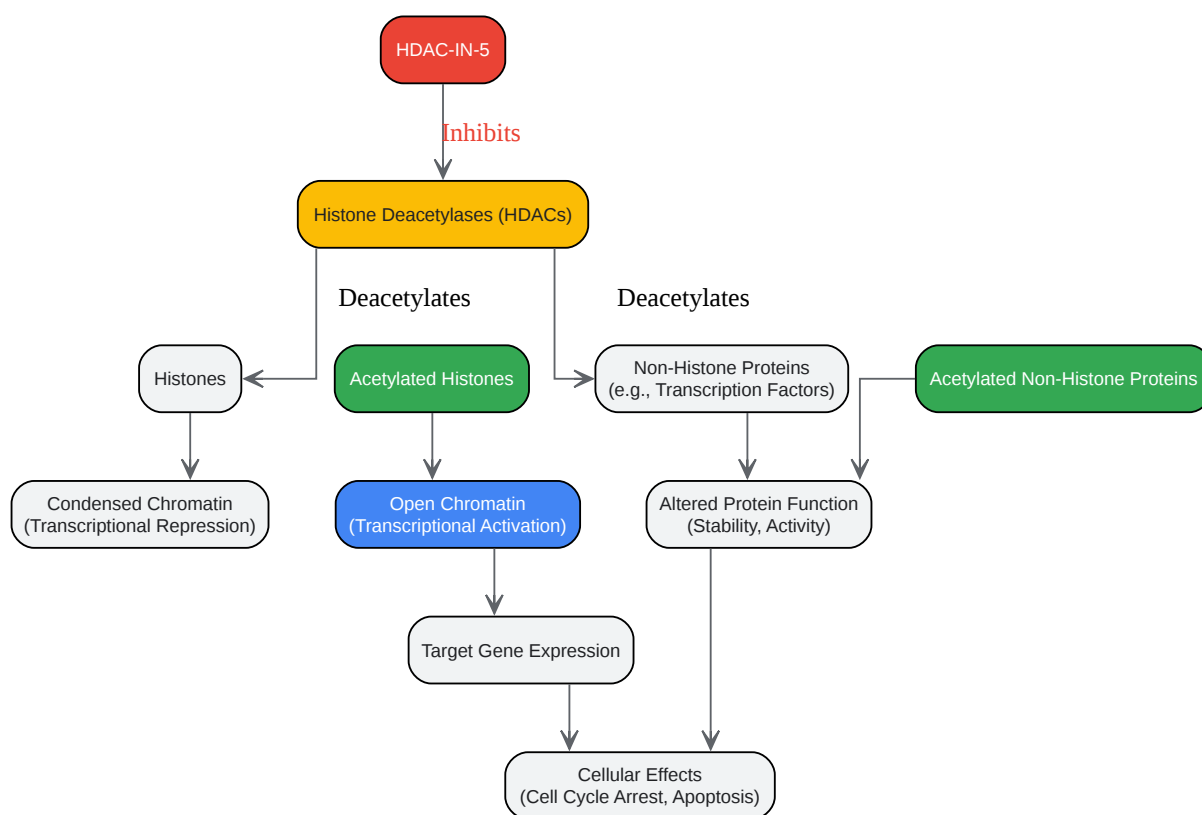 HDAC-IN-5
Inhibits
Histone Deacetylases (HDACs)
Deacetylates
Deacetylates
Histones
Acetylated Histones
Non-Histone Proteins
(e.g., Transcription Factors)
Acetylated Non-Histone Proteins
Condensed Chromatin
(Transcriptional Repression)
Open Chromatin
(Transcriptional Activation)
Altered Protein Function
(Stability, Activity)
Target Gene Expression
Cellular Effects
(Cell Cycle Arrest, Apoptosis)